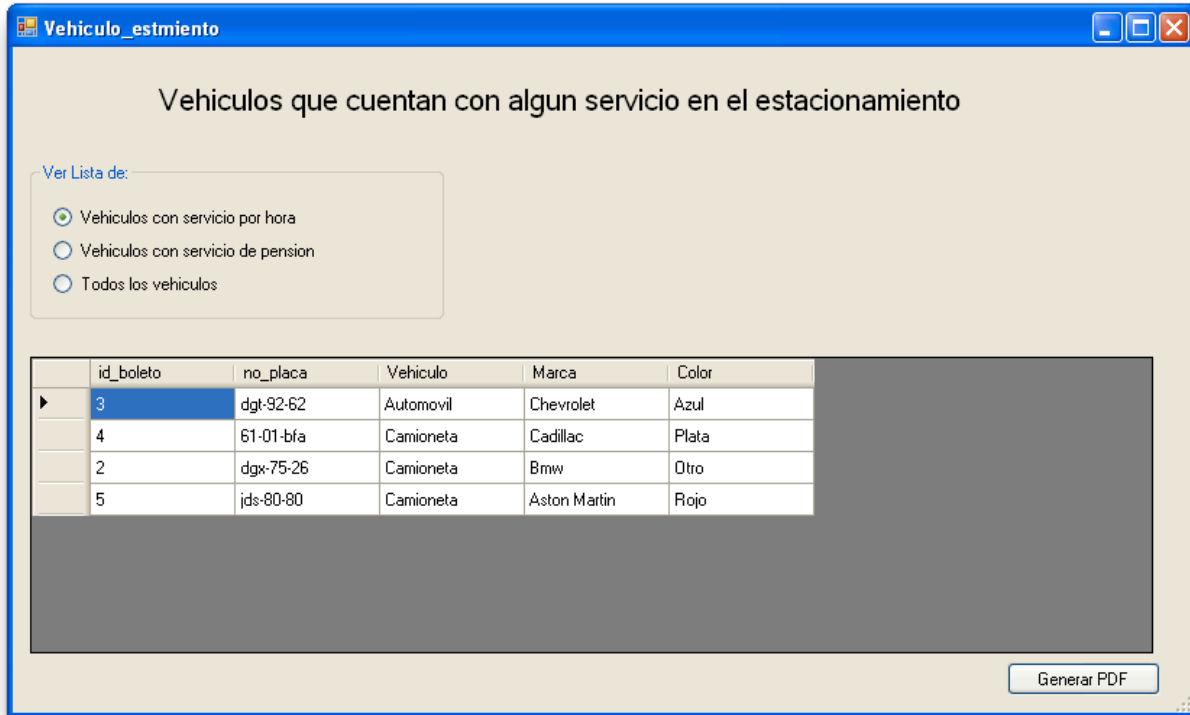 Vehiculo_estmiento
Vehiculos que cuentan con algun servicio en el estacionamiento
Ver Lista de:
Vehiculos con servicio por hora
Vehiculos con servicio de pension
Todos los vehiculos
id_boleto no_placa Vehiculo Marca Color
3 dgt-92-62 Automovil Chevrolet Azul
4 61-01-bfa Camioneta Cadillac Plata
2 dgx-75-26 Camioneta Bmw Otro
5 jds-80-80 Camioneta Aston Martin Rojo
Generar PDF